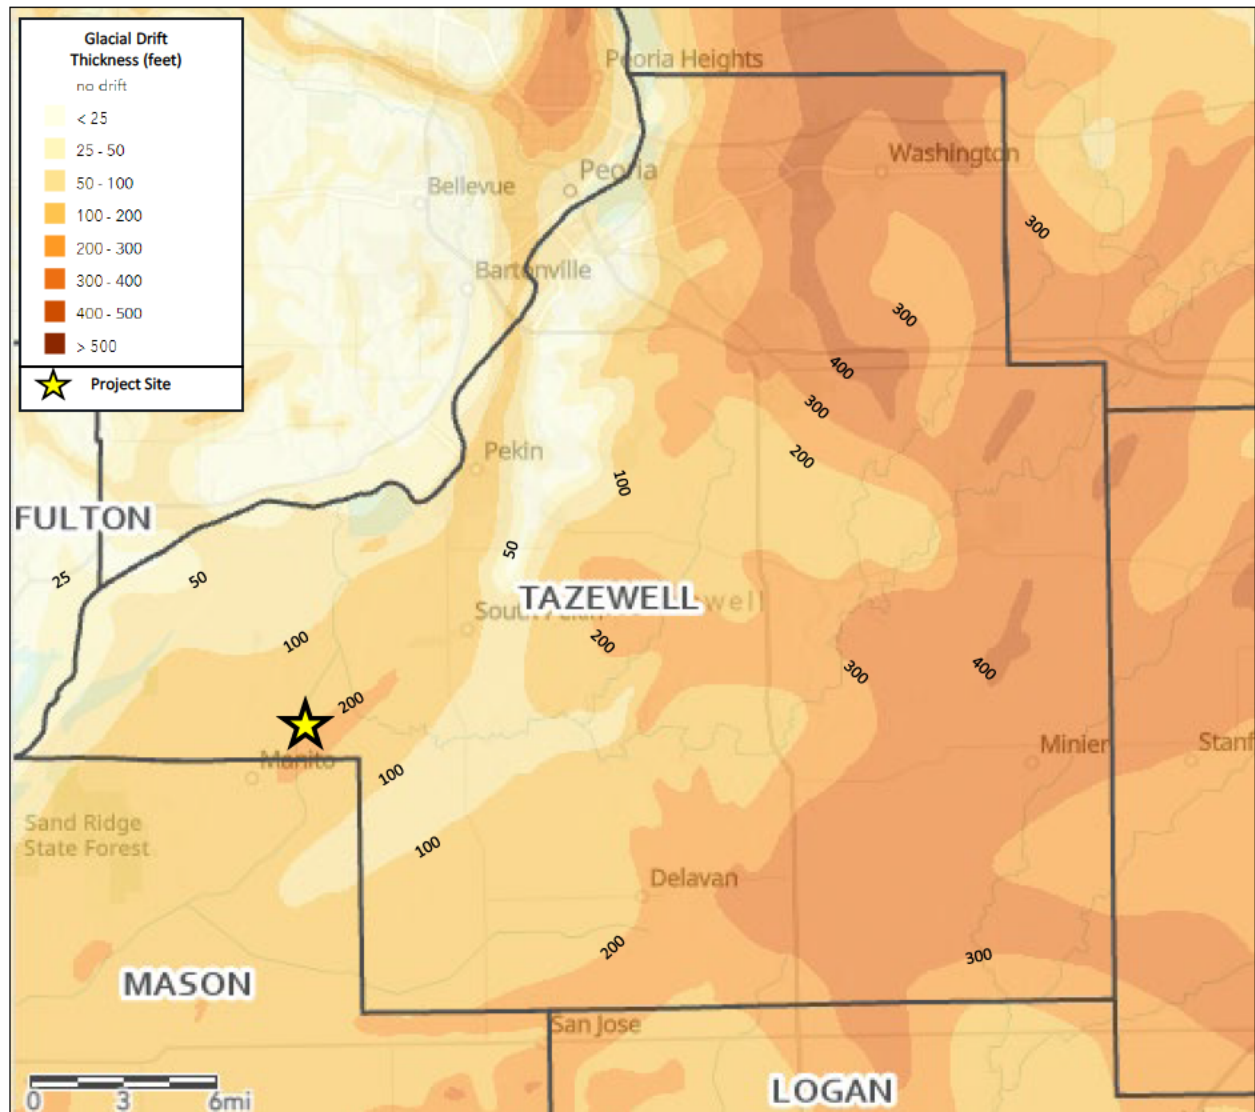 Glacial Drift
Thickness (feet)
no drift
< 25
25 - 50
50 - 100
100 - 200
200 - 300
300 - 400
400 - 500
> 500
Project Site
Peoria Heights
Washington
Peoria
Bellevue
300
Bartonville
300
400
300
Pekin
200
100
FULTON
50
25
50
TAZEWELL
well
South Pekin
100
200
300
400
200
Minier
Stanf
Manito
100
Sand Ridge
State Forest
100
Delavan
200
300
MASON
San Jose
LOGAN
0 3 6mi